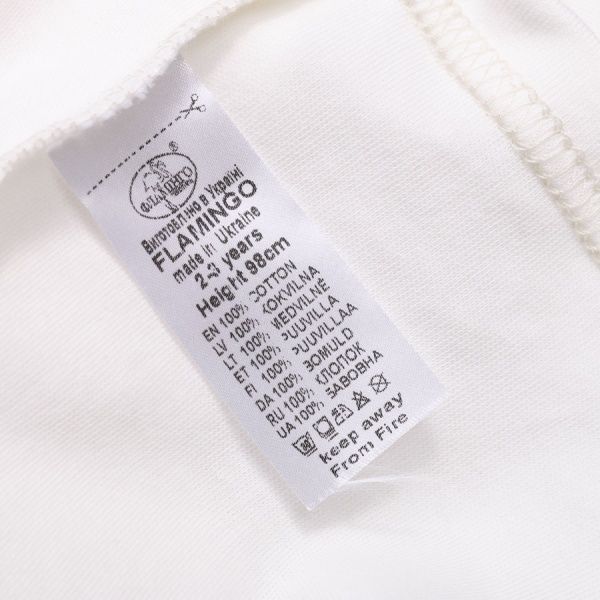 ФЛАМІНГО
®
Виготовлено в Україні
FLAMINGO
made in Ukraine
2-3 years
Height 98cm
EN 100% COTTON
LV 100% KOKVILNA
LT 100% MEDVILNĖ
ET 100% PUUVILLA
FI 100% PUUVILLAA
DA 100% BOMULD
RU 100% ХЛОПОК
UA 100% БАВОВНА
keep away
From Fire